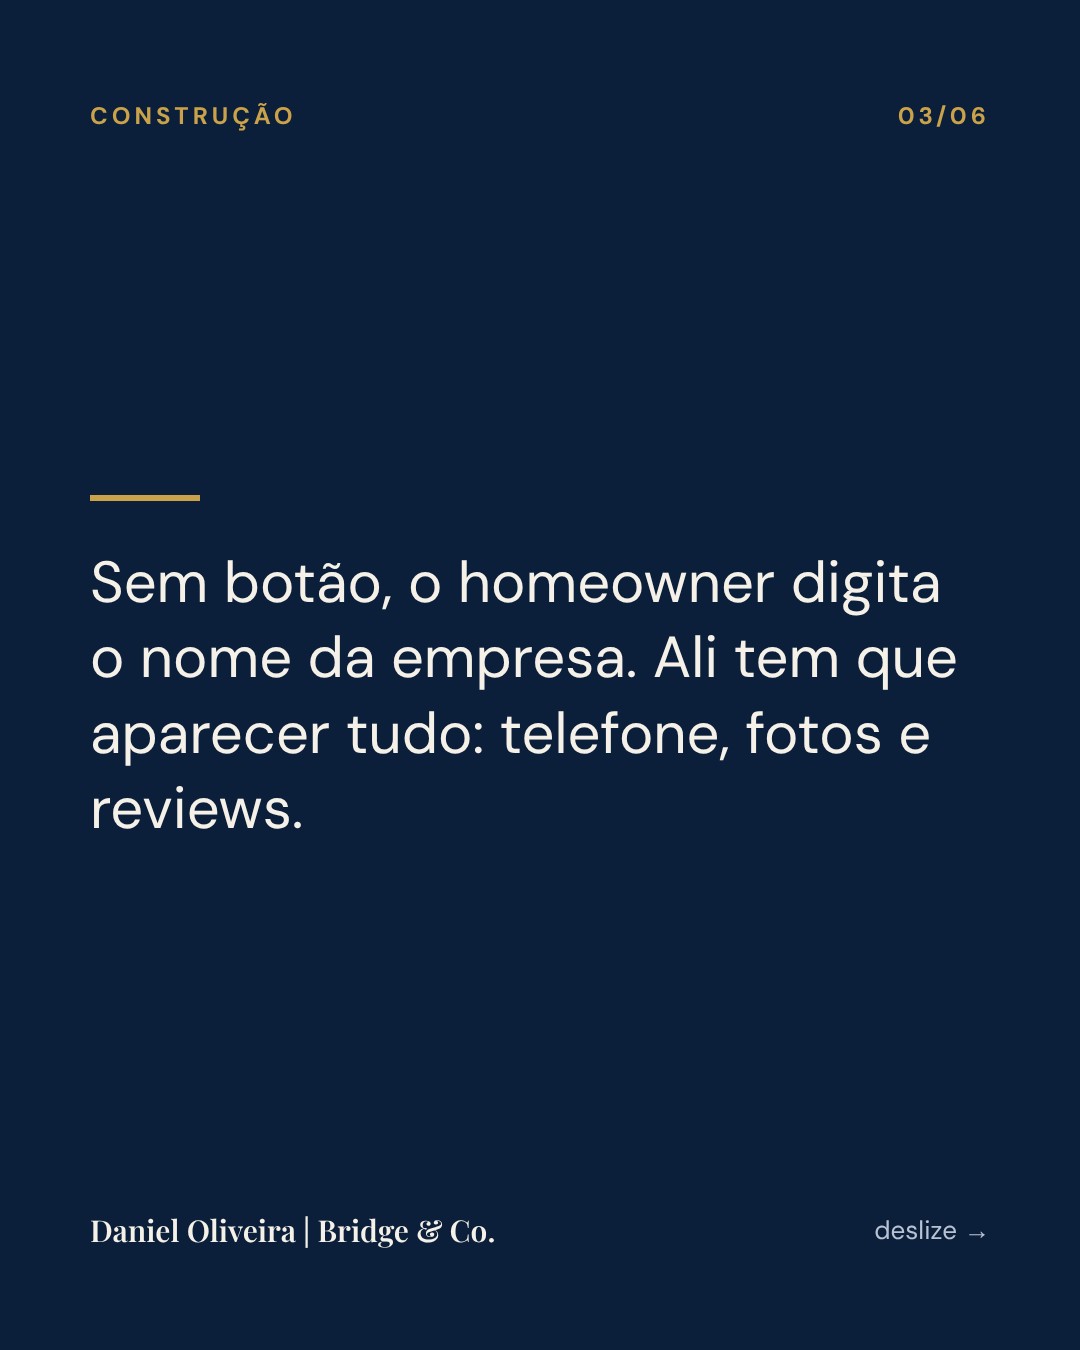 CONSTRUÇÃO
03/06
Sem botão, o homeowner digita
o nome da empresa. Ali tem que
aparecer tudo: telefone, fotos e
reviews.
Daniel Oliveira | Bridge & Co.
deslize →